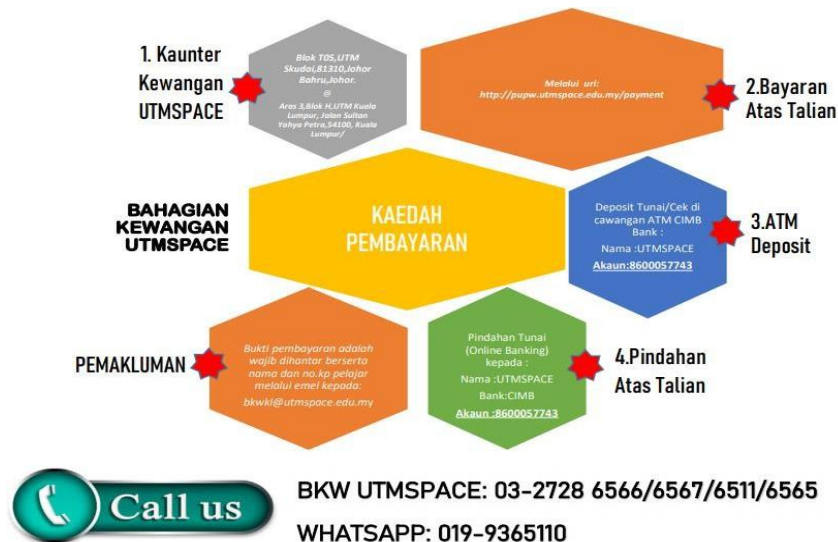 1. Kaunter
Kewangan
UTMSPACE
Blok T05,UTM
Skudai,81310,Johor
Bahru,Johor.
@
Aras 3,Blok H,UTM Kuala
Lumpur, Jalan Sultan
Yahya Petra,54100, Kuala
Lumpur/
Melalui url:
http://pupw.utmspace.edu.my/payment
2.Bayaran
Atas Talian
BAHAGIAN
KEWANGAN
UTMSPACE
KAEDAH
PEMBAYARAN
Deposit Tunai/Cek di
cawangan ATM CIMB
Bank :
Nama :UTMSPACE
Akaun:8600057743
3.ATM
Deposit
PEMAKLUMAN
Bukti pembayaran adalah
wajib dihantar berserta
nama dan no.kp pelajar
melalui emel kepada:
bkwkl@utmspace.edu.my
Pindahan Tunai
(Online Banking)
kepada :
Nama :UTMSPACE
Bank:CIMB
Akaun :8600057743
4.Pindahan
Atas Talian
Call us
BKW UTMSPACE: 03-2728 6566/6567/6511/6565
WHATSAPP: 019-9365110